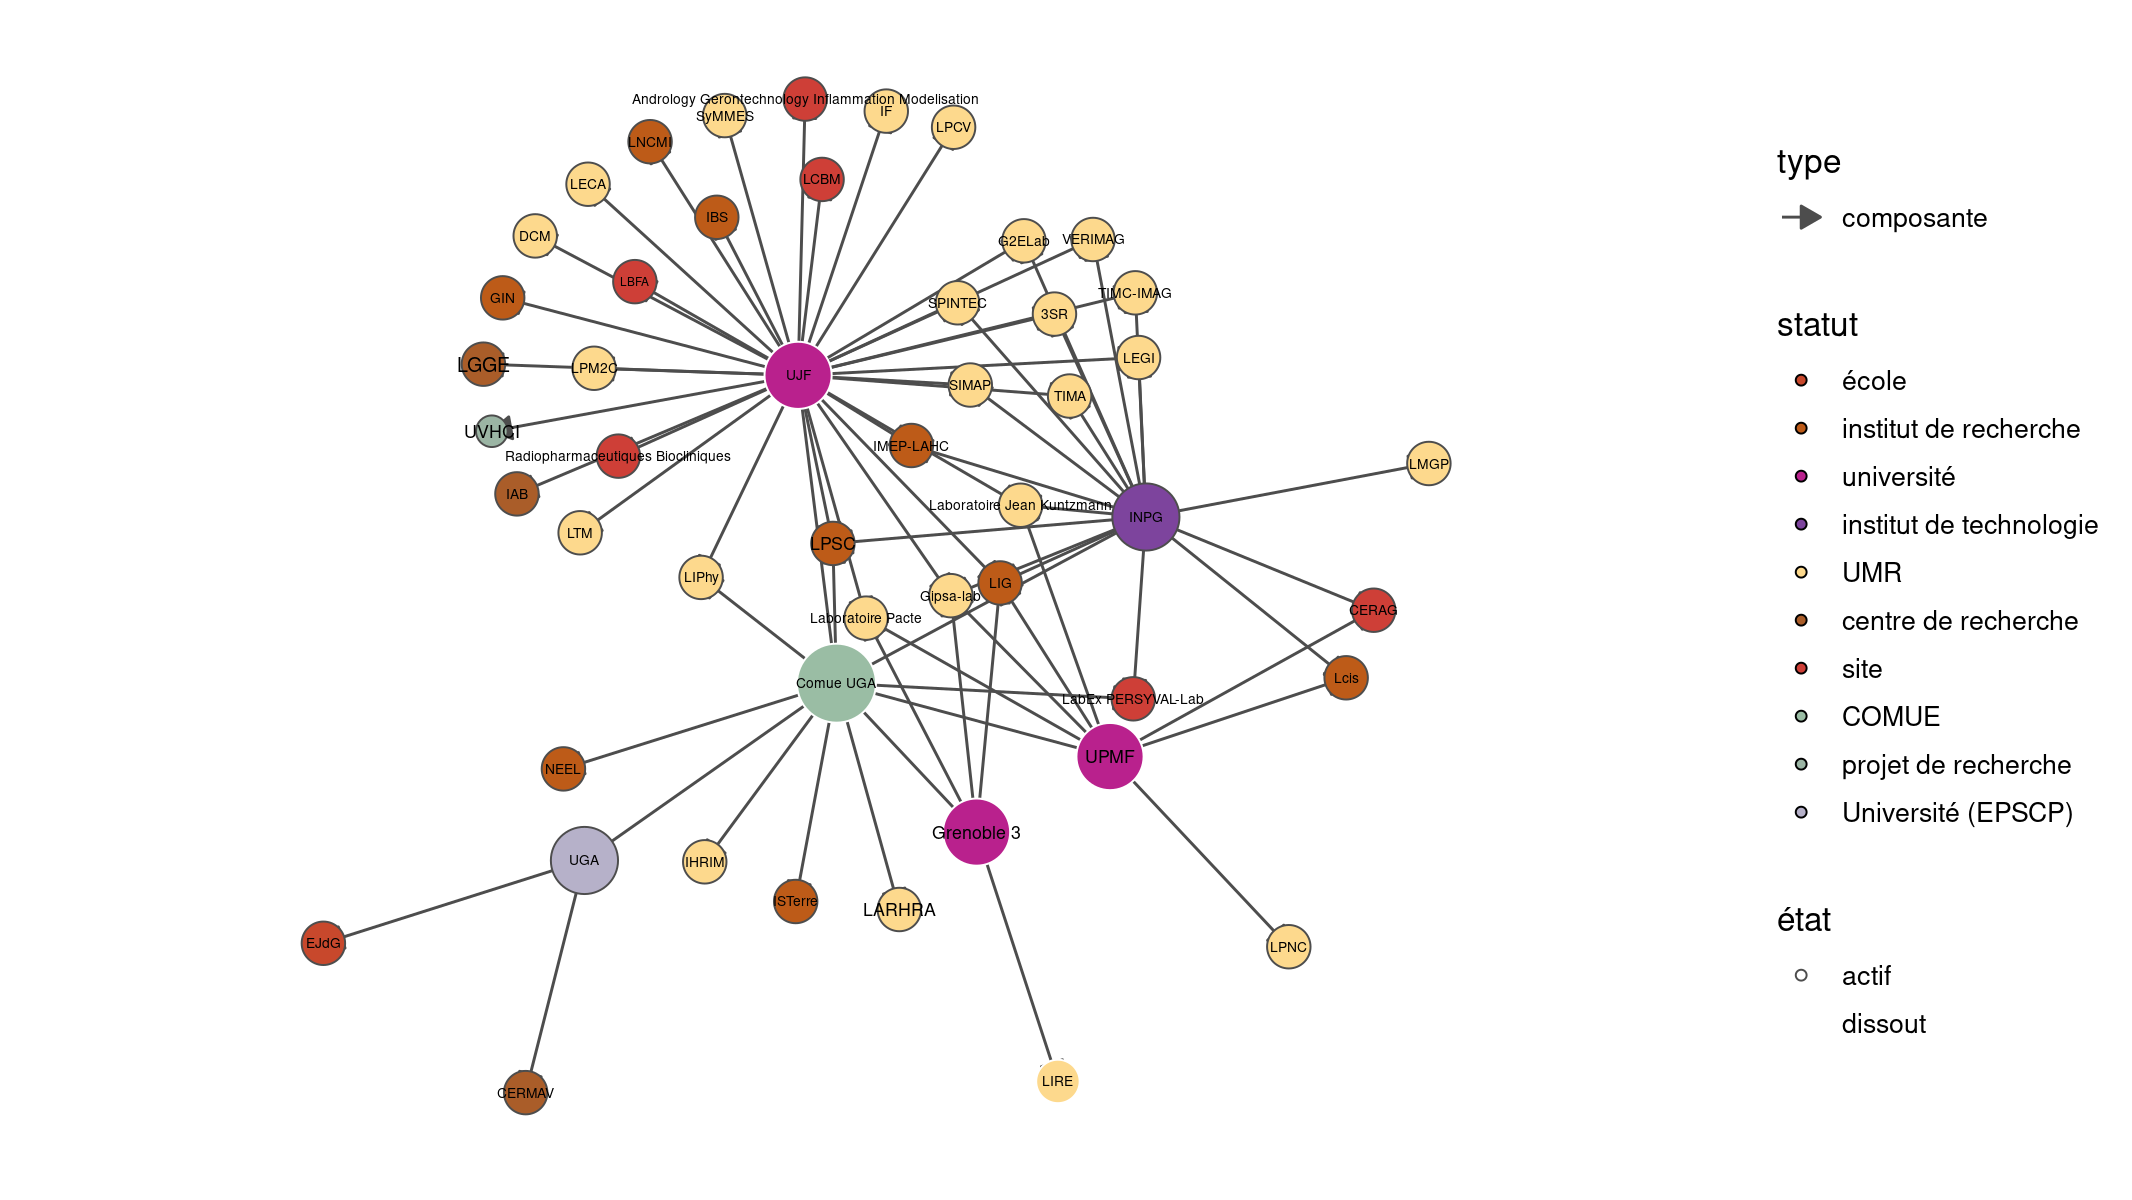 Andrology Gerontechnology Inflammation Modelisation
SyMMES
IF
LPCV
LNCMI
LCBM
LECA
IBS
DCM
G2ELab
VERIMAG
LBFA
GIN
SPINTEC
TIMC-IMAG
3SR
LGGE
LPM2C
UJF
LEGI
SIMAP
TIMA
UVHCI
IMEP-LAHC
Radiopharmaceutiques Biocliniques
LMGP
IAB
Laboratoire Jean Kuntzmann
INPG
LTM
LPSC
LIPhy
LIG
Gipsa-lab
CERAG
Laboratoire Pacte
Comue UGA
Lcis
LabEx PERSYVAL-Lab
NEEL
UPMF
Grenoble 3
UGA
IHRIM
ISTerre
LARHRA
EJdG
LPNC
LIRE
CERMAV
type
composante
statut
école
institut de recherche
université
institut de technologie
UMR
centre de recherche
site
COMUE
projet de recherche
Université (EPSCP)
état
actif
dissout